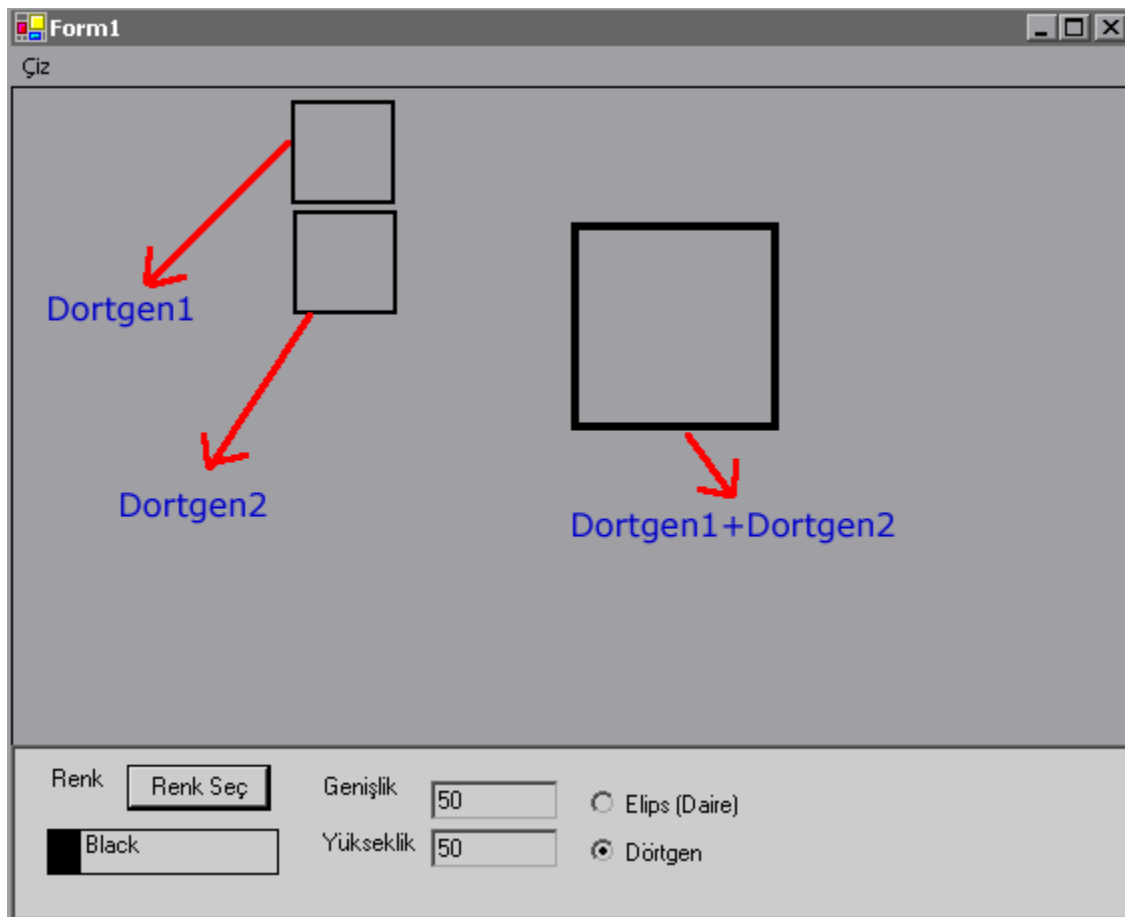 Form1
Çiz
Dortgen1
Dortgen2
Dortgen1+Dortgen2
Renk
Renk Seç
Black
Genişlik
50
Yükseklik
50
Elips (Daire)
Dörtgen